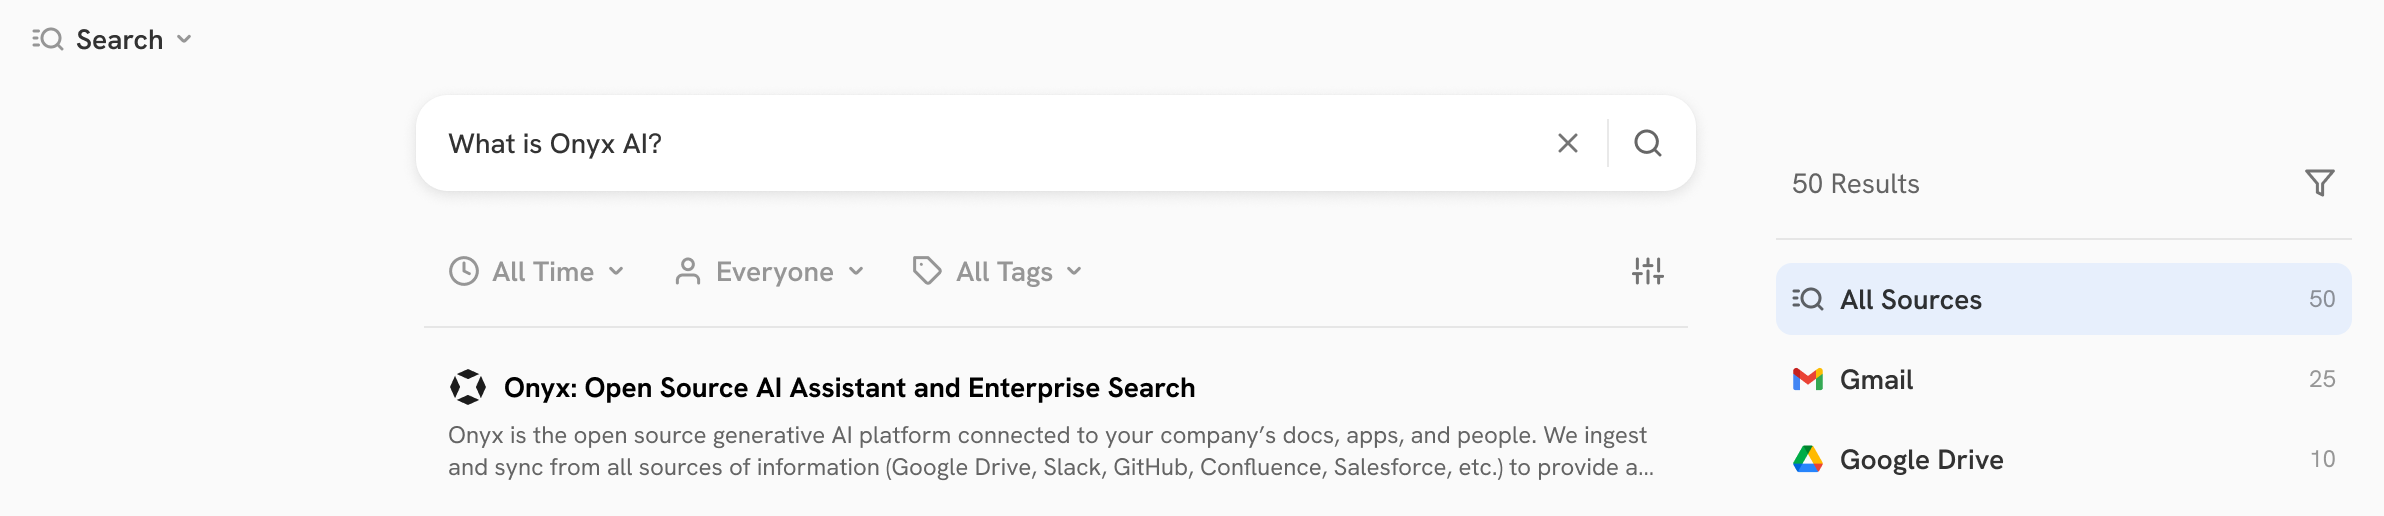 Search
What is Onyx AI?
50 Results
All Time
Everyone
All Tags
All Sources
50
Onyx: Open Source AI Assistant and Enterprise Search
Onyx is the open source generative AI platform connected to your company’s docs, apps, and people. We ingest
and sync from all sources of information (Google Drive, Slack, GitHub, Confluence, Salesforce, etc.) to provide a...
Gmail
25
Google Drive
10